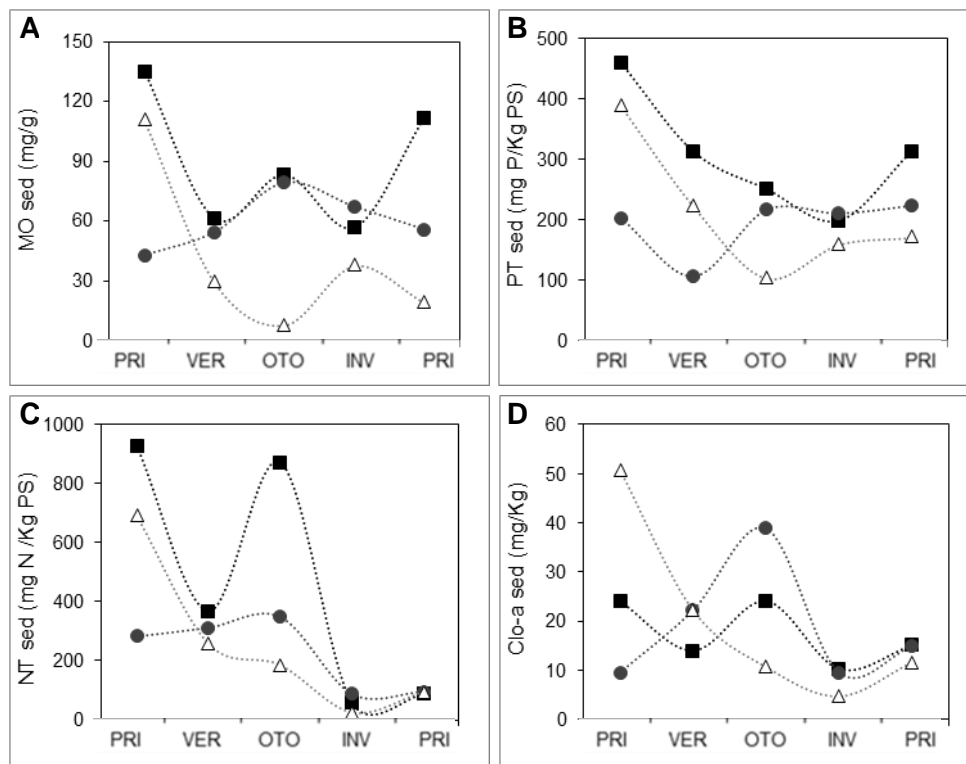 A
MO sed (mg/g)
150
120
90
60
30
0
PRI VER OTO INV PRI
B
PT sed (mg P/Kg PS)
500
400
300
200
100
0
PRI VER OTO INV PRI
C
NT sed (mg N /Kg PS)
1000
800
600
400
200
0
PRI VER OTO INV PRI
D
Clo-a sed (mg/Kg)
60
50
40
30
20
10
0
PRI VER OTO INV PRI